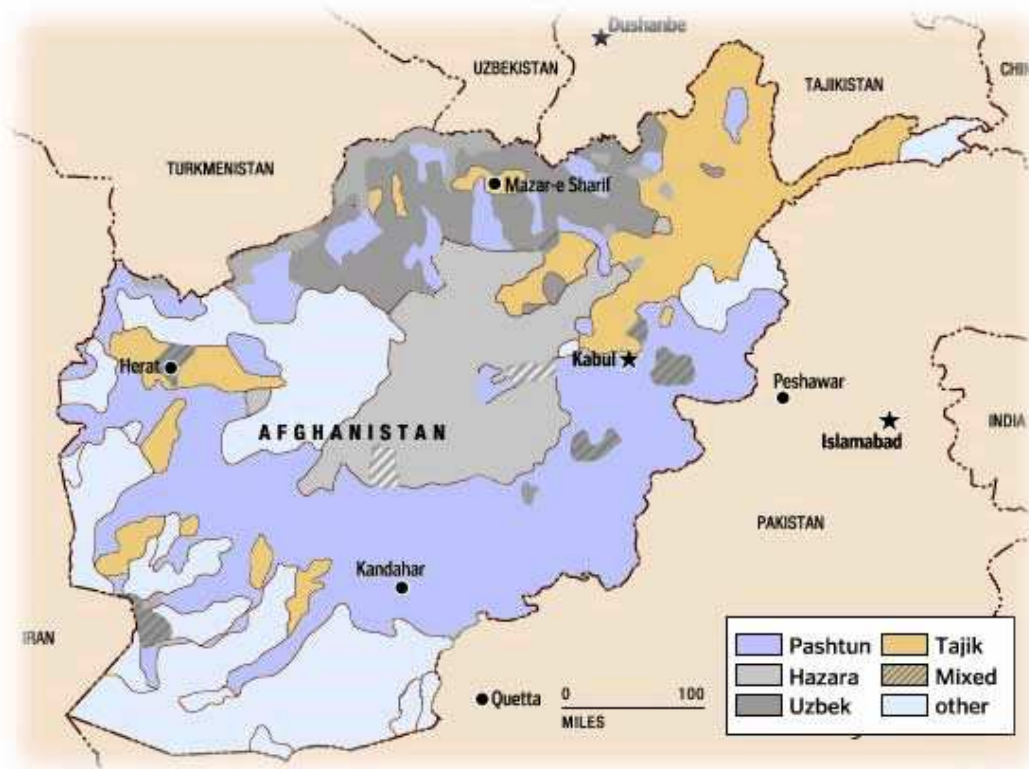 Dushanbe
UZBEKISTAN
TAJIKISTAN
CHI
TURKMENISTAN
Mazar-e Sharif
Herat
Kabul
Peshawar
Islamabad
INDIA
AFGHANISTAN
PAKISTAN
Kandahar
IRAN
Quetta
0 100
MILES
Pashtun Tajik
Hazara Mixed
Uzbek other